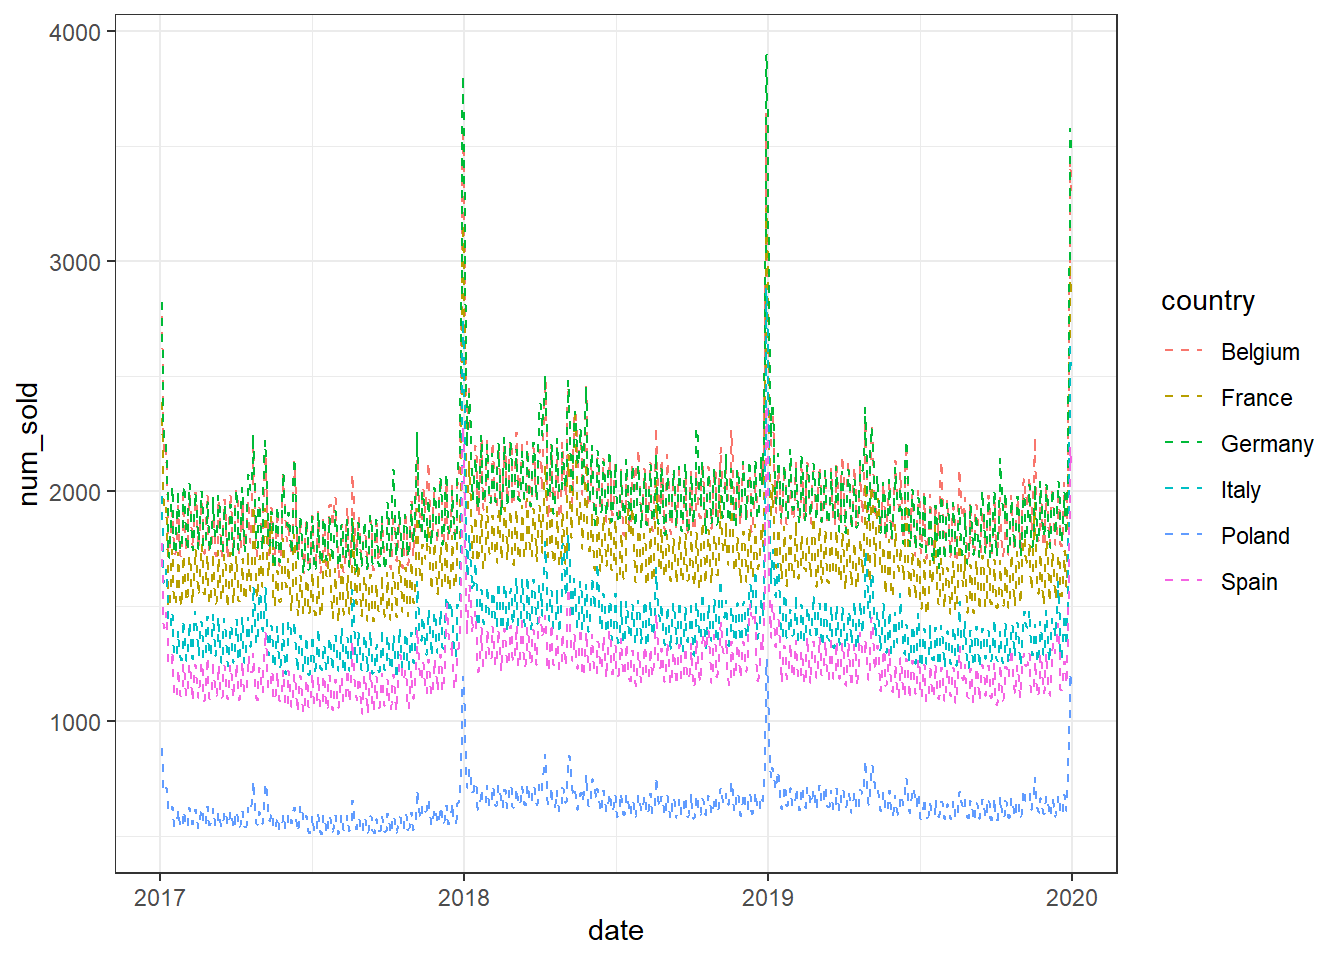 4000
3000
2000
1000
num_sold
2017
2018
2019
2020
date
country
Belgium
France
Germany
Italy
Poland
Spain